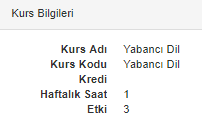 Kurs Bilgileri
Kurs Adı Yabancı Dil
Kurs Kodu Yabancı Dil
Kredi
Haftalık Saat 1
Etki 3